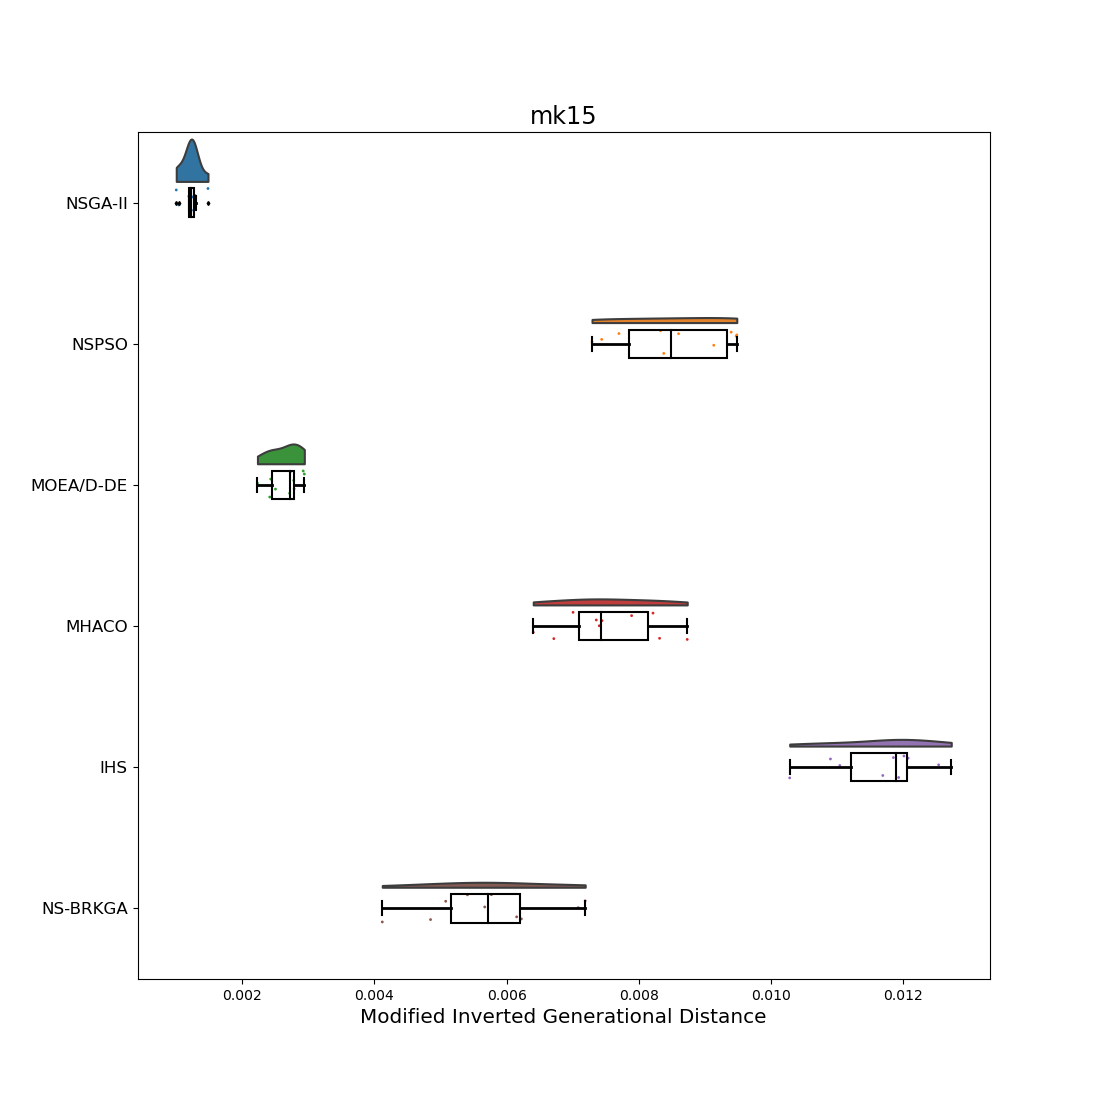 mk15
NSGA-II
NSPSO
MOEA/D-DE
MHACO
IHS
NS-BRKGA
0.002 0.004 0.006 0.008 0.010 0.012
Modified Inverted Generational Distance